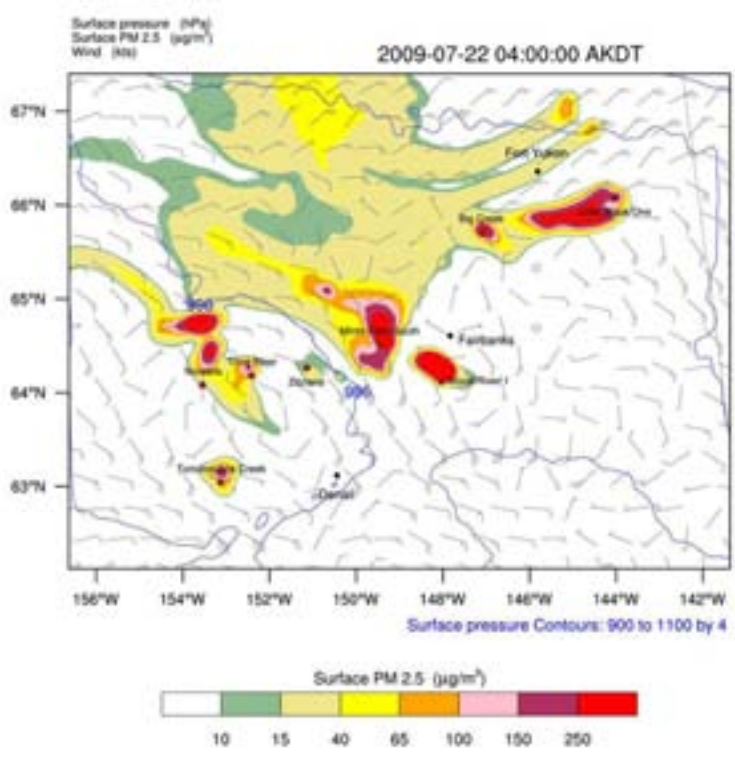 Surface pressure (hPa)
Surface PM 2.5 (µg/m³)
Wind (kts)
2009-07-22 04:00:00 AKDT
67°N
66°N
65°N
64°N
63°N
Fort Yukon
Big Creek
996
Fairbanks
996
Creek
Denali
156°W 154°W 152°W 150°W 148°W 146°W 144°W 142°W
Surface pressure Contours: 900 to 1100 by 4
Surface PM 2.5 (µg/m³)
10 15 40 65 100 150 250